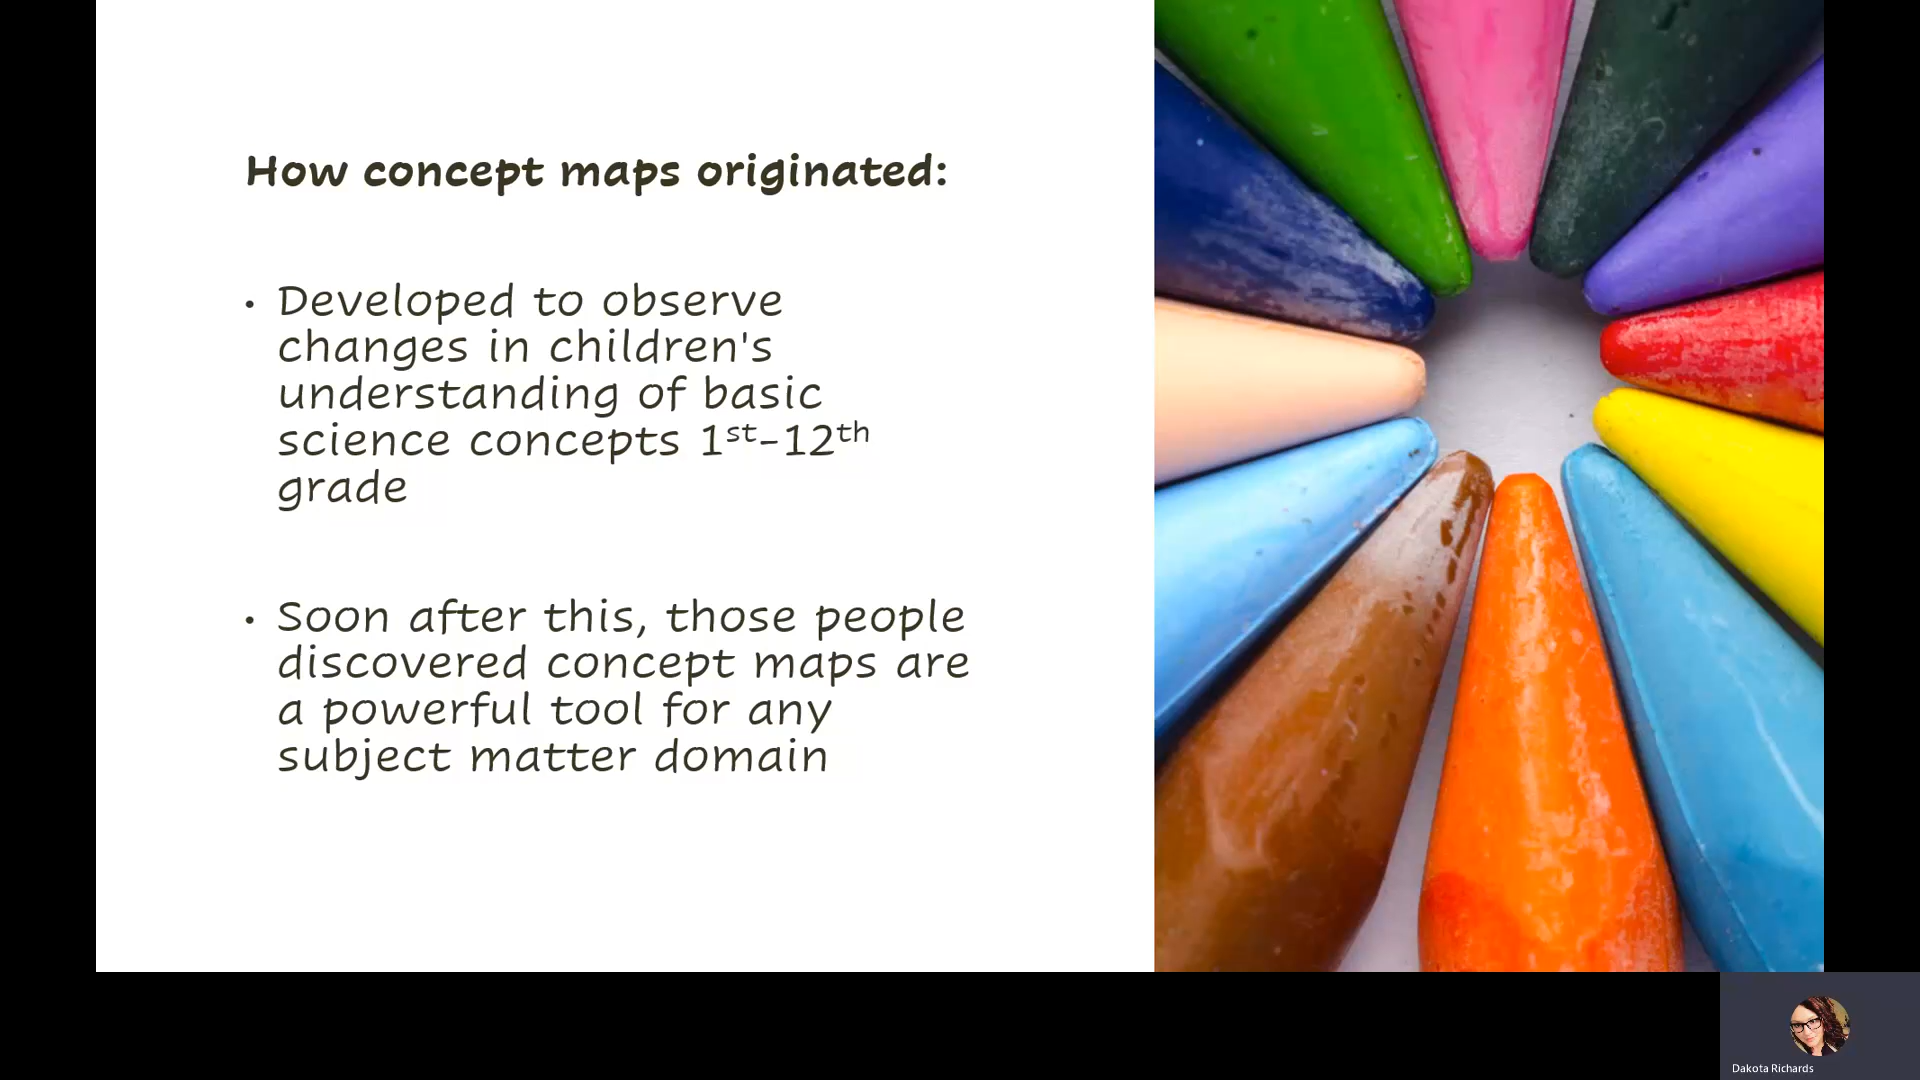 How concept maps originated:
• Developed to observe
changes in children's
understanding of basic
science concepts 1st-12th
grade
• Soon after this, those people
discovered concept maps are
a powerful tool for any
subject matter domain
Dakota Richards